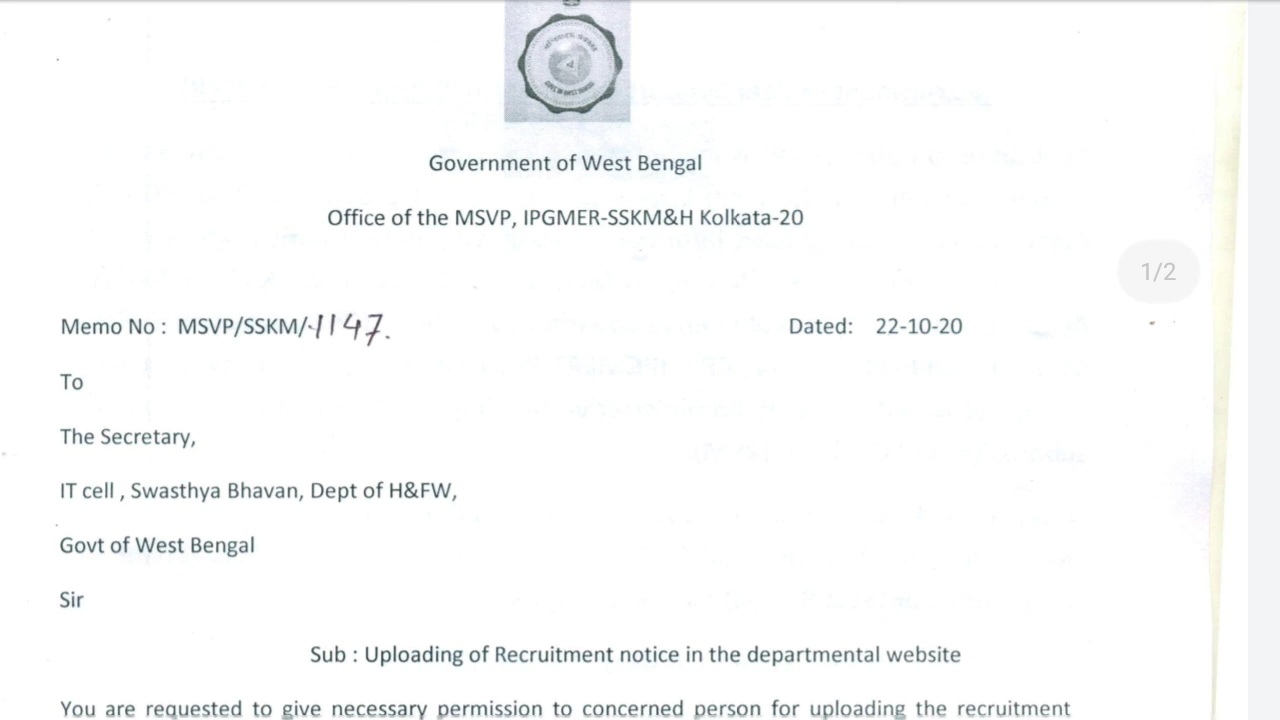 Government of West Bengal
Office of the MSVP, IPGMER-SSKM&H Kolkata-20
1/2
Memo No : MSVP/SSKM/-1147. Dated: 22-10-20
To
The Secretary,
IT cell , Swasthya Bhavan, Dept of H&FW,
Govt of West Bengal
Sir
Sub : Uploading of Recruitment notice in the departmental website
You are requested to give necessary permission to concerned person for uploading the recruitment